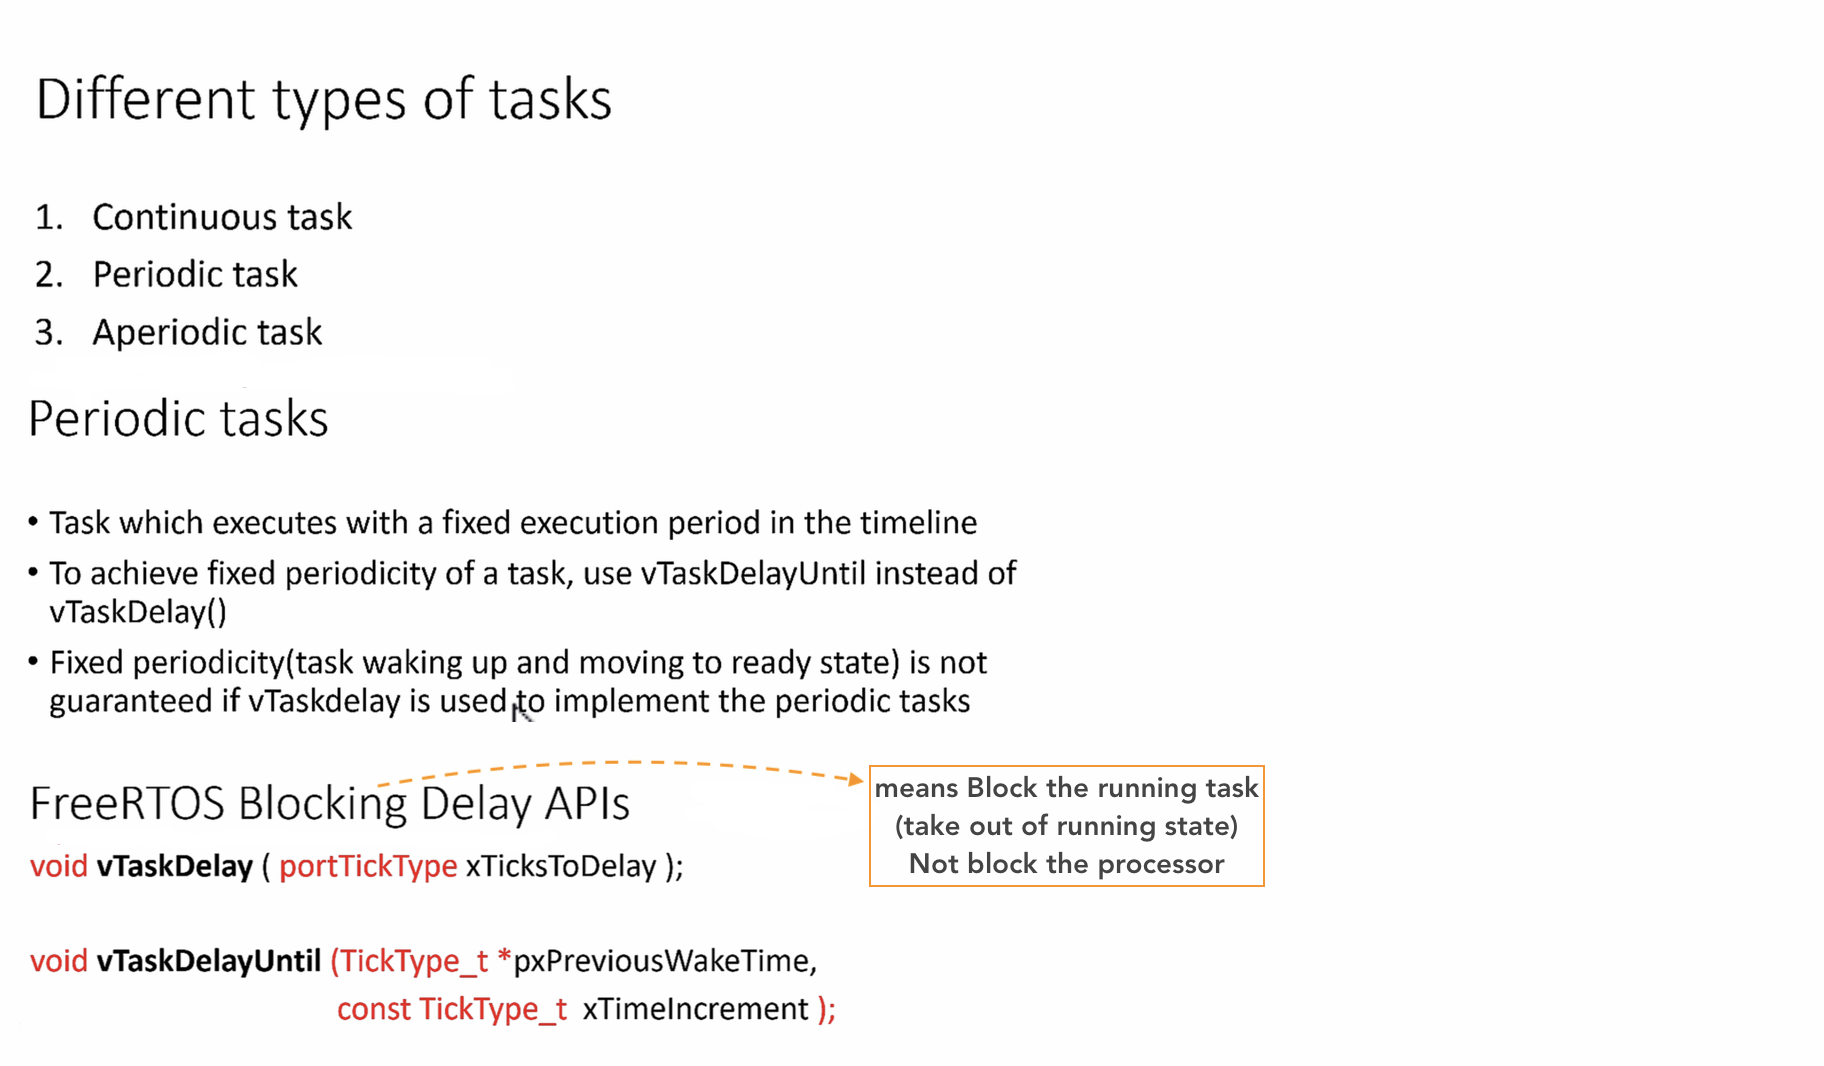 Different types of tasks
1. Continuous task
2. Periodic task
3. Aperiodic task
Periodic tasks
• Task which executes with a fixed execution period in the timeline
• To achieve fixed periodicity of a task, use vTaskDelayUntil instead of
vTaskDelay()
• Fixed periodicity(task waking up and moving to ready state) is not
guaranteed if vTaskdelay is used to implement the periodic tasks
FreeRTOS Blocking Delay APIs
means Block the running task
(take out of running state)
Not block the processor
void vTaskDelay ( portTickType xTicksToDelay );
void vTaskDelayUntil (TickType_t *pxPreviousWakeTime,
const TickType_t xTimeIncrement );